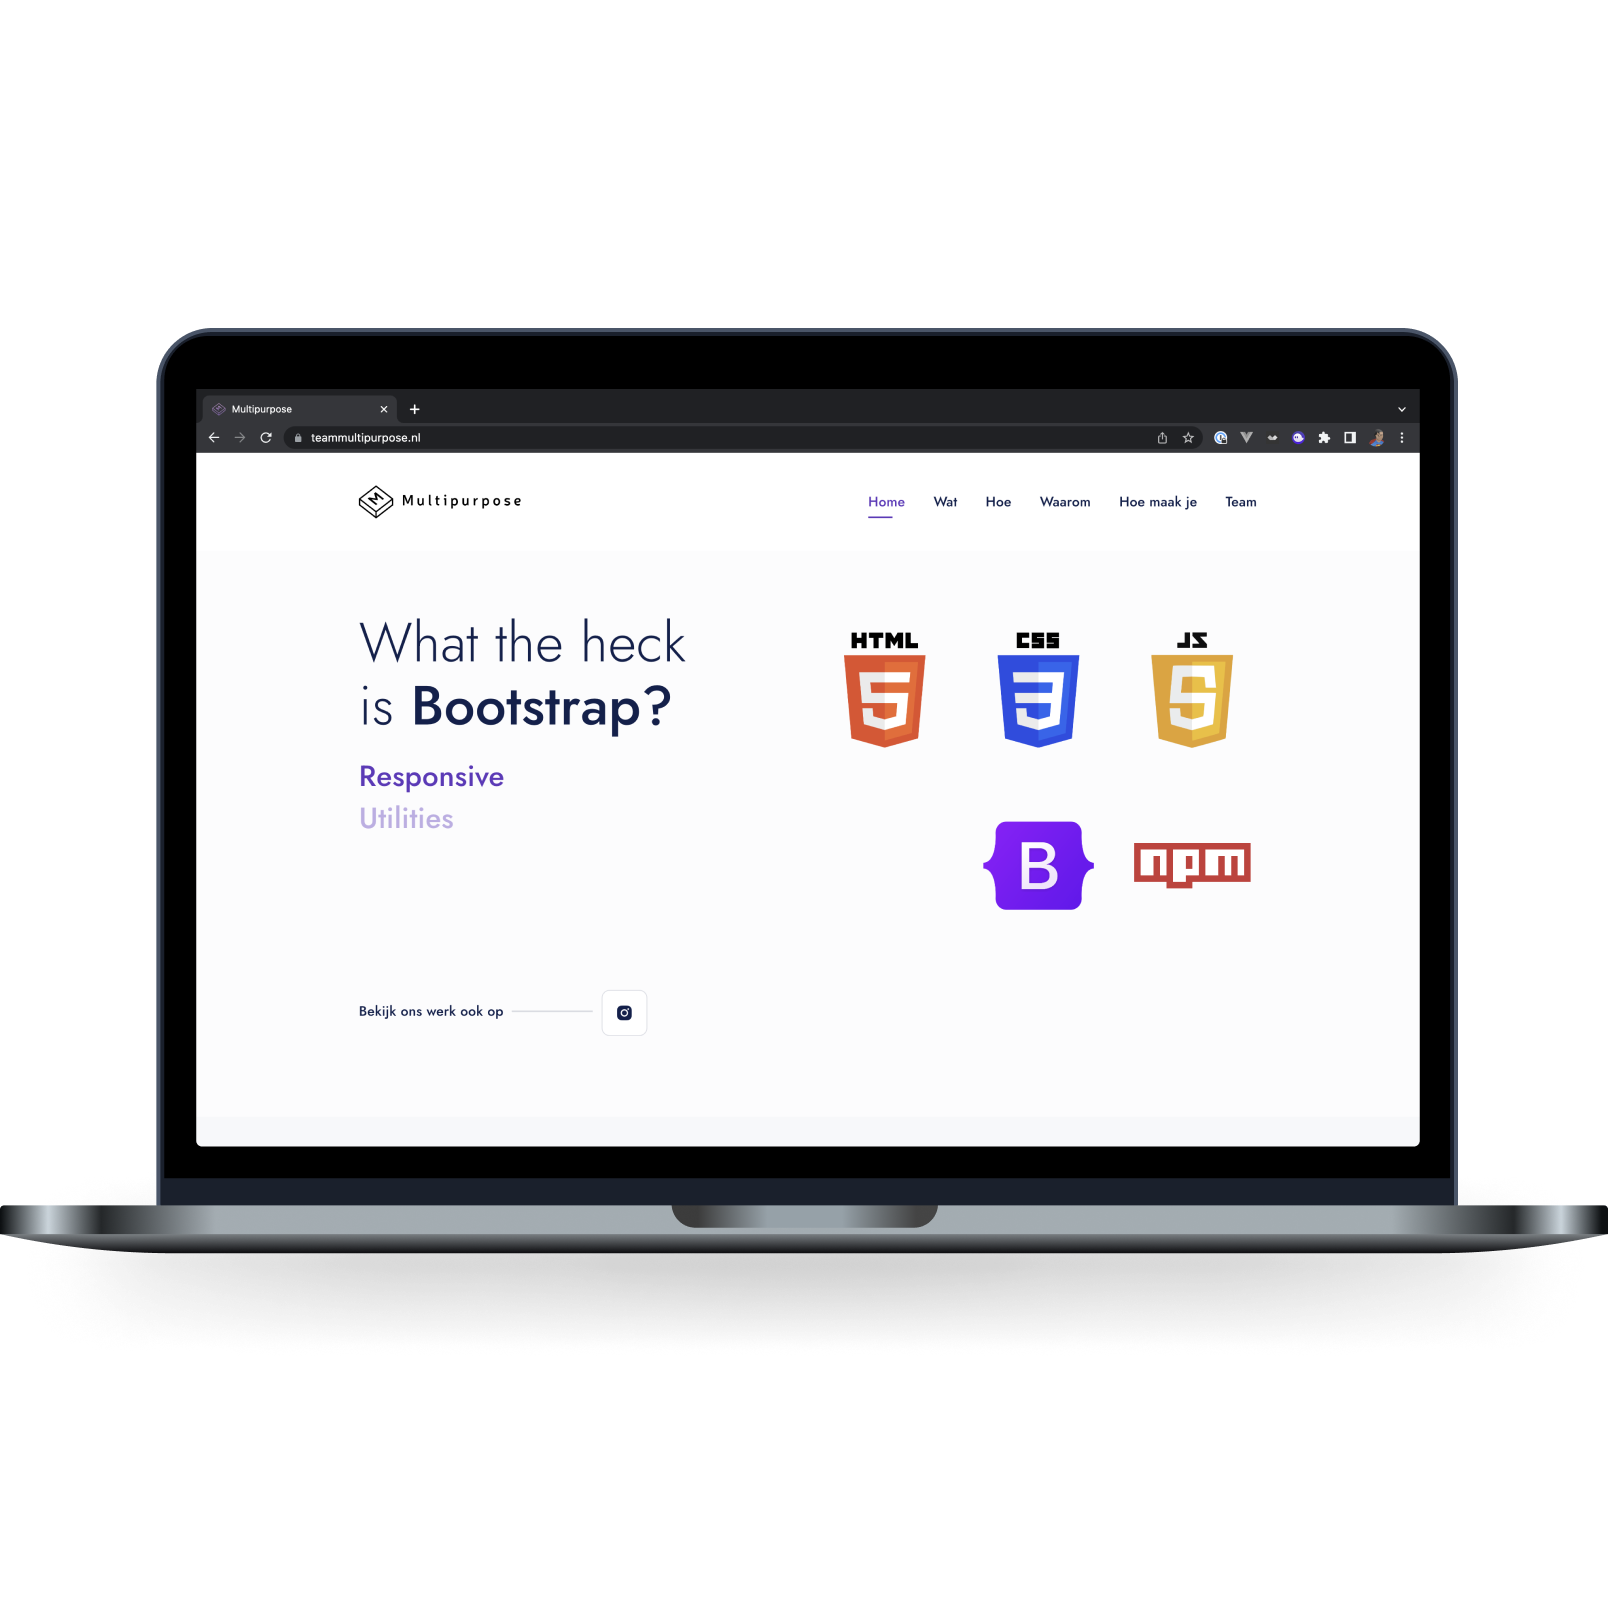 Multipurpose
teammultipurpose.nl
Multipurpose
Home Wat Hoe Waarom Hoe maak je Team
What the heck
is Bootstrap?
Responsive
Utilities
HTML CSS JS
5 3 5
B npm
Bekijk ons werk ook op